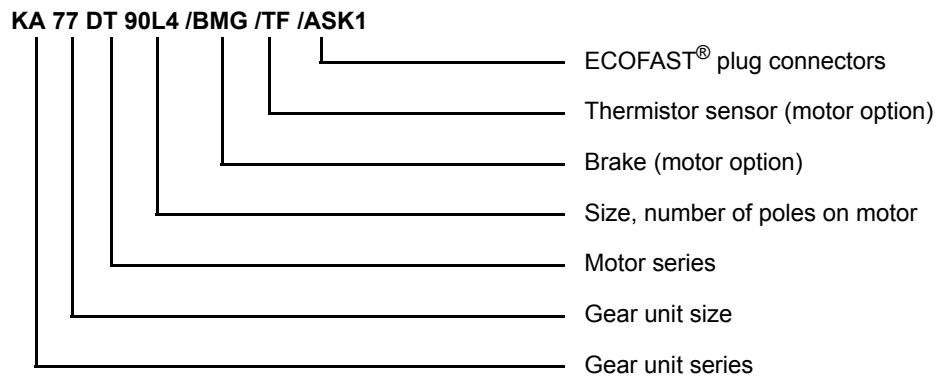 KA 77 DT 90L4 /BMG /TF /ASK1
ECOFAST® plug connectors
Thermistor sensor (motor option)
Brake (motor option)
Size, number of poles on motor
Motor series
Gear unit size
Gear unit series